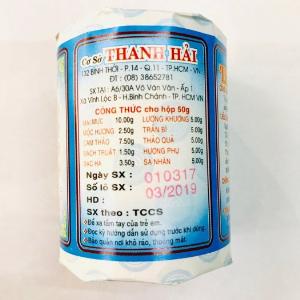 Cơ Sở THANH HẢI
132 BÌNH THỚI - P.14 - Q.11 - TP.HCM - VN
ĐT : (08) 38652781
SX TẠI : A6/30A Võ Văn Vân - Ấp 1
Xã Vĩnh Lộc B - H.Bình Chánh - TP. HCM - VN
CÔNG THỨC cho hộp 50g
MỨC 10.00g LƯƠNG KHƯƠNG 5.00g
MỘC HƯƠNG 2.50g TRẦN BÌ 5.00g
CAM THẢO 7.50g THẢO QUẢ 5.00g
BẠCH TRUẬT 1.50g HƯƠNG PHỤ 5.00g
BẠC HÀ 3.50g SA NHÂN 5.00g
Ngày SX : 010317
Số lô SX : 03/2019
HD :
SX theo : TCCS
Để xa tầm tay của trẻ em.
Đọc kỹ hướng dẫn sử dụng trước khi dùng.
Bảo quản nơi khô ráo, thoáng mát.